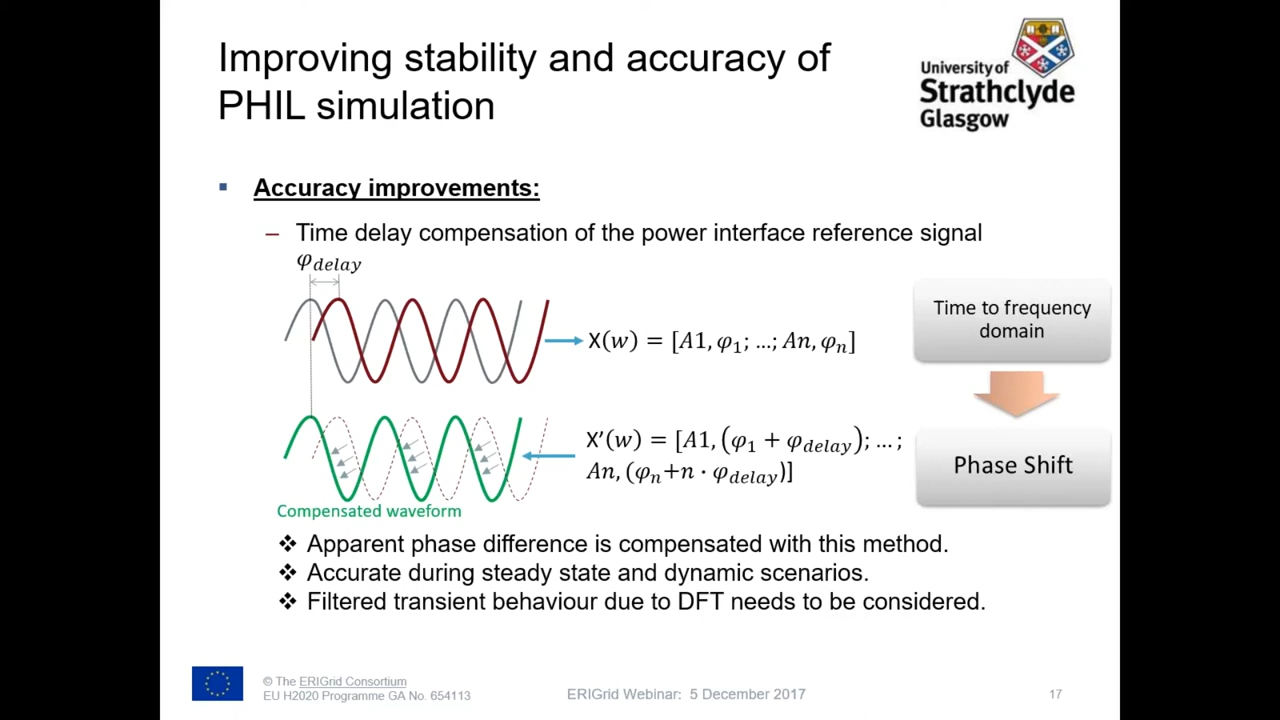 Improving stability and accuracy of
PHIL simulation
University of
Strathclyde
Glasgow
▪ Accuracy improvements:
– Time delay compensation of the power interface reference signal
φ_delay
X(w) = [A1, φ₁; …; An, φₙ]
Time to frequency
domain
X′(w) = [A1, (φ₁ + φ_delay); … ;
An, (φₙ+n · φ_delay)]
Phase Shift
Compensated waveform
❖ Apparent phase difference is compensated with this method.
❖ Accurate during steady state and dynamic scenarios.
❖ Filtered transient behaviour due to DFT needs to be considered.
© The ERIGrid Consortium
EU H2020 Programme GA No. 654113
ERIGrid Webinar: 5 December 2017
17